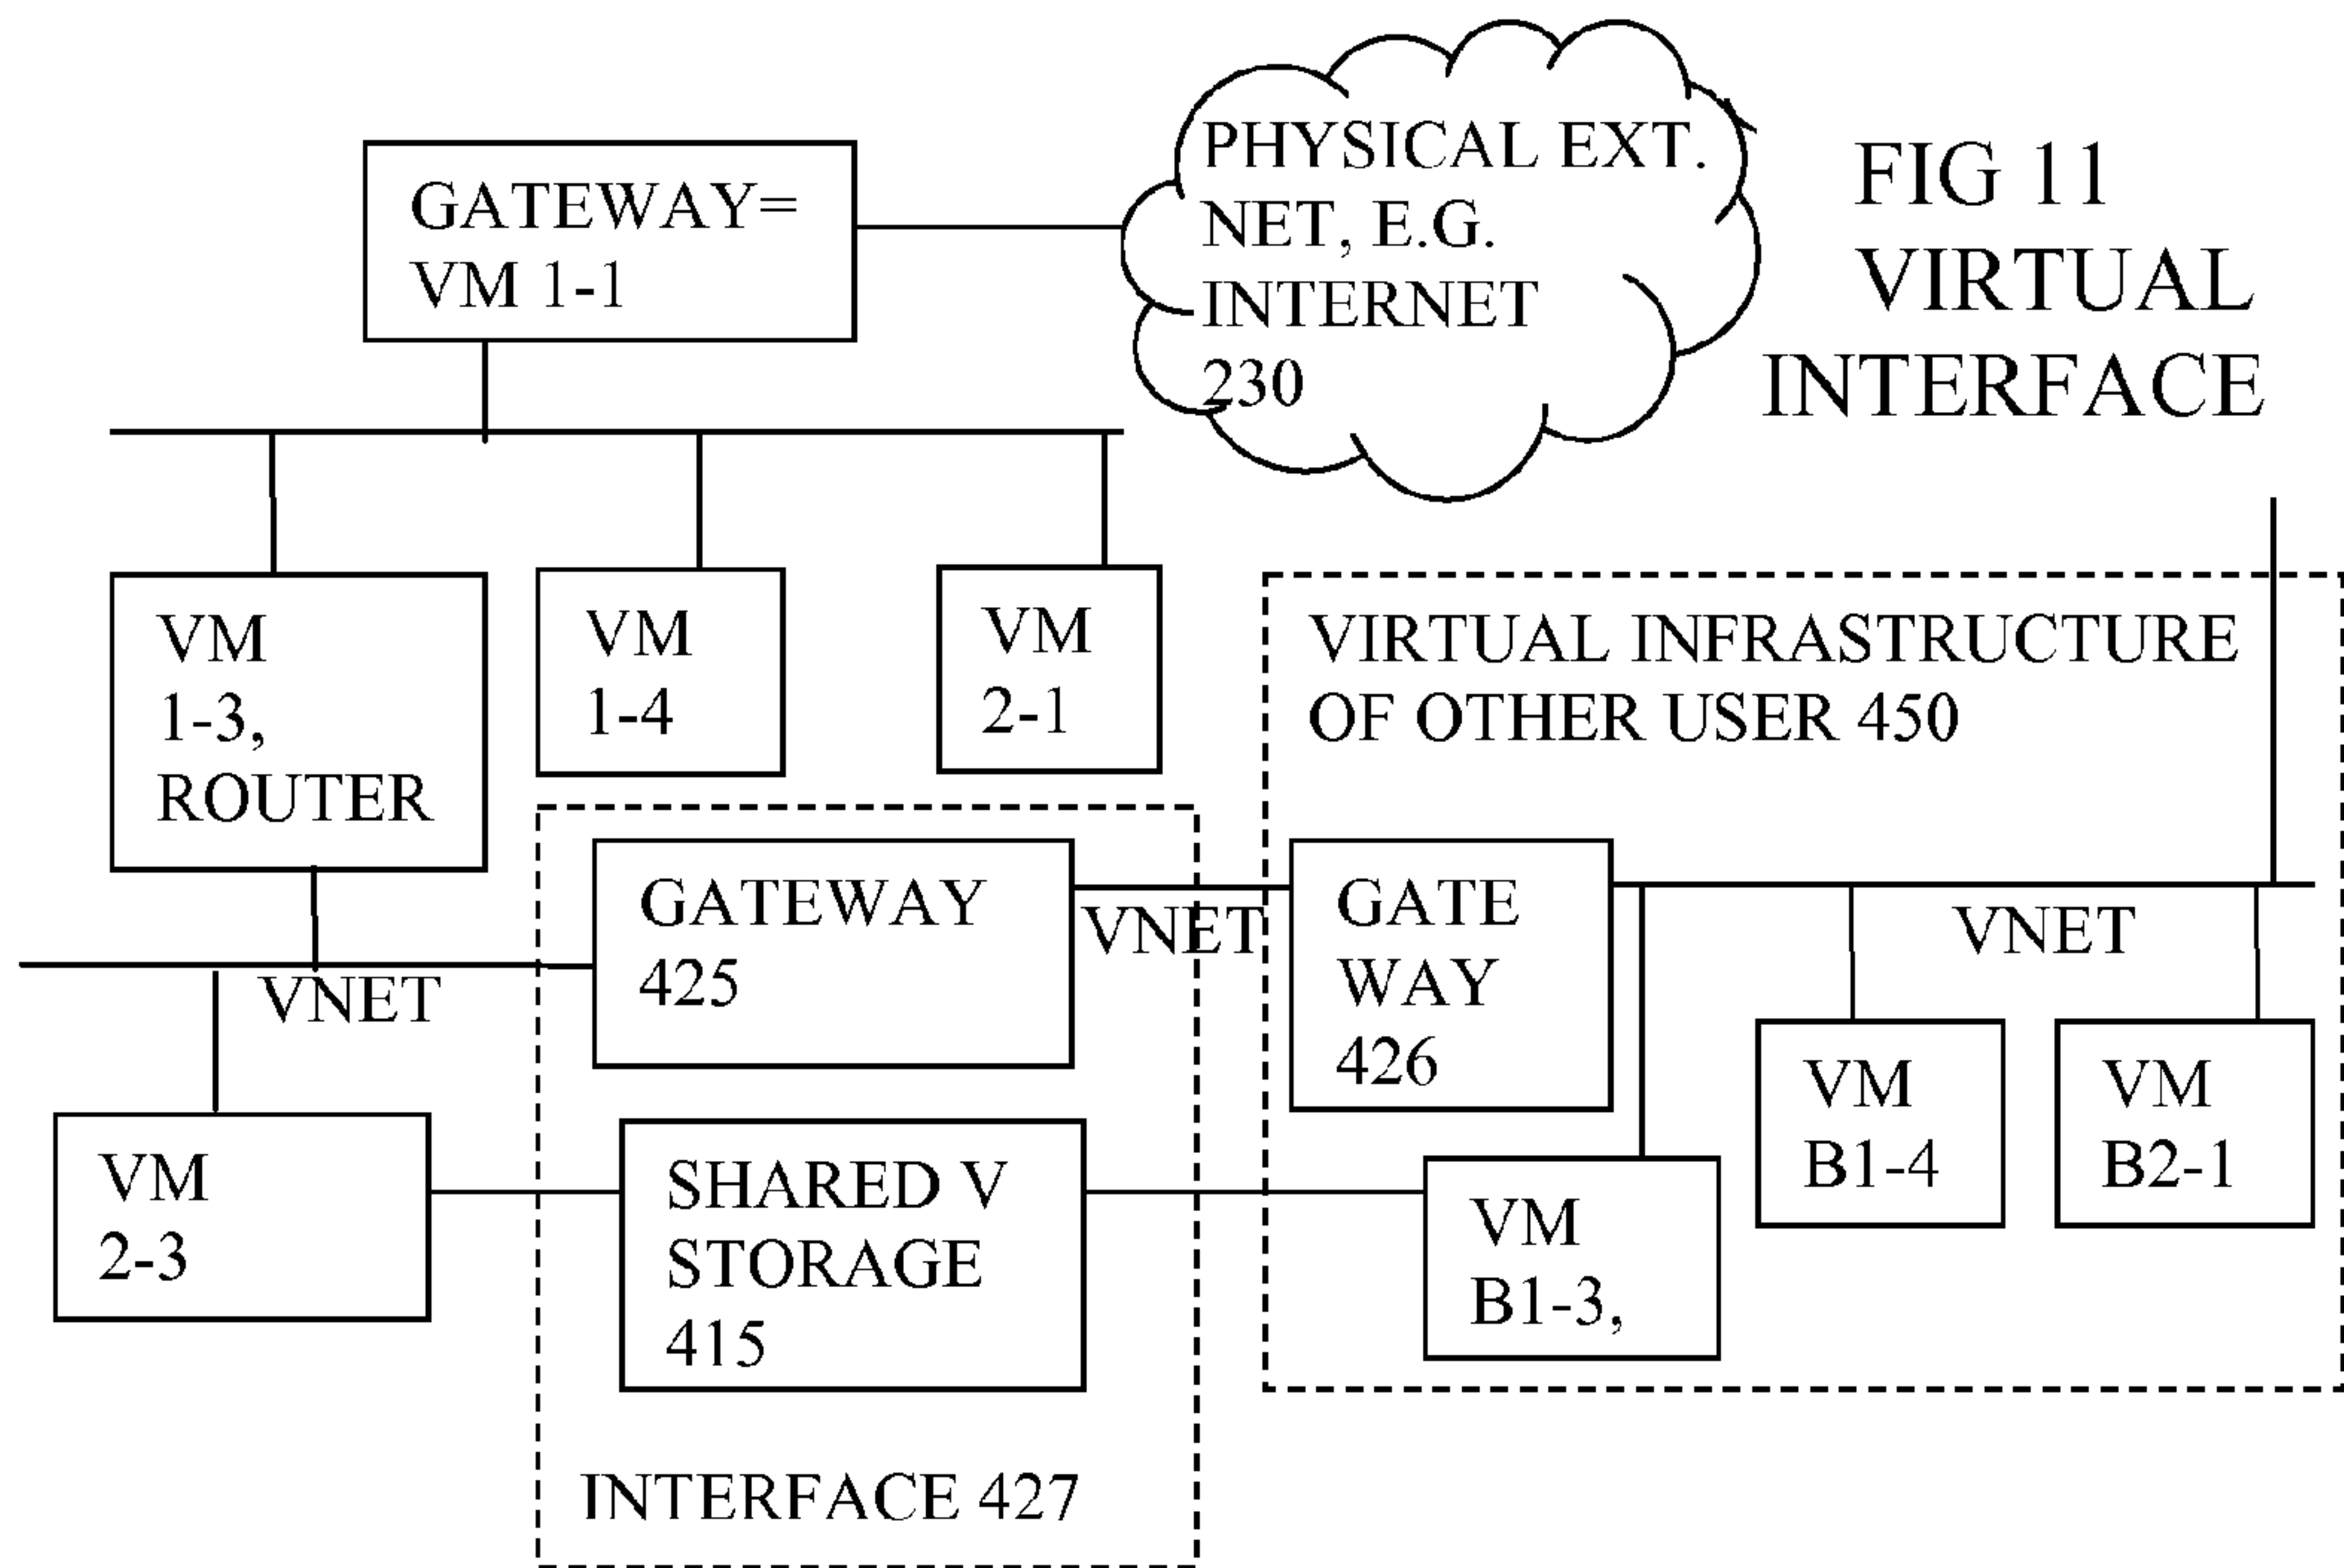 GATEWAY=
VM 1-1
PHYSICAL EXT.
NET, E.G.
INTERNET
230
FIG 11
VIRTUAL
INTERFACE
VM
1-3,
ROUTER
VM
1-4
VM
2-1
VIRTUAL INFRASTRUCTURE
OF OTHER USER 450
GATEWAY
425
VNET
GATE
WAY
426
VNET
VNET
VM
2-3
SHARED V
STORAGE
415
VM
B1-3,
VM
B1-4
VM
B2-1
INTERFACE 427